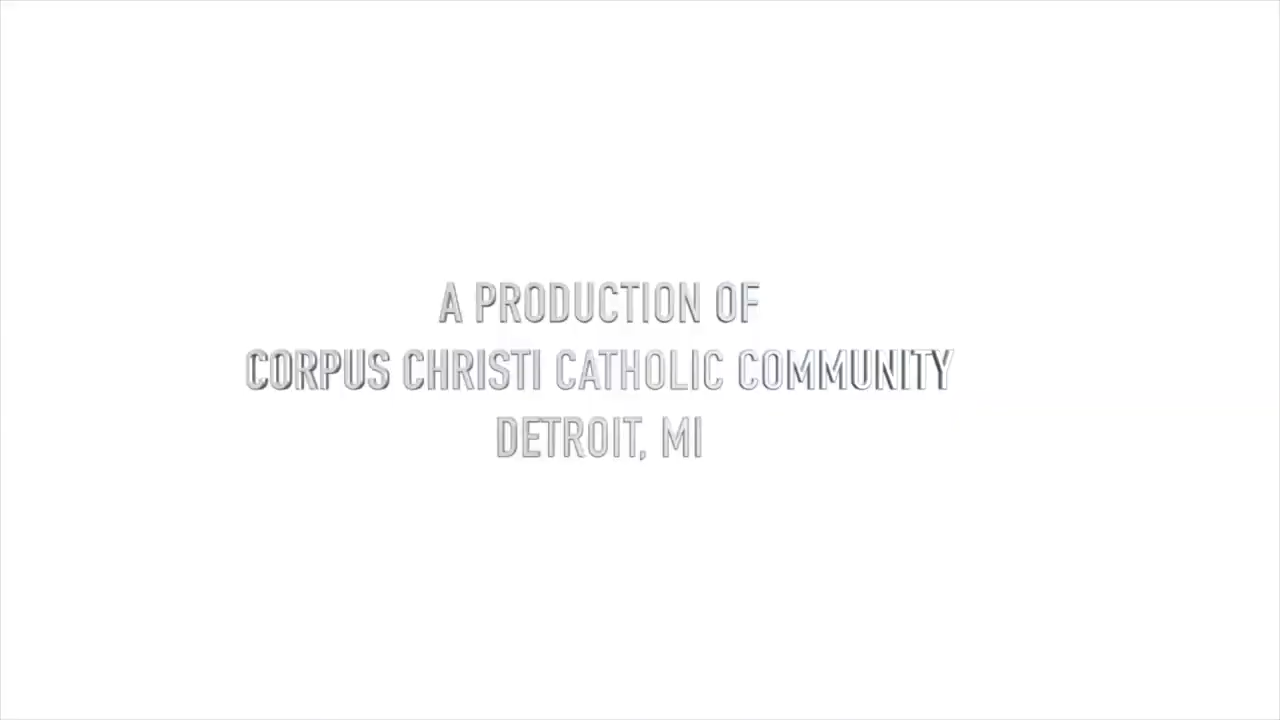 A PRODUCTION OF
CORPUS CHRISTI CATHOLIC COMMUNITY
DETROIT, MI